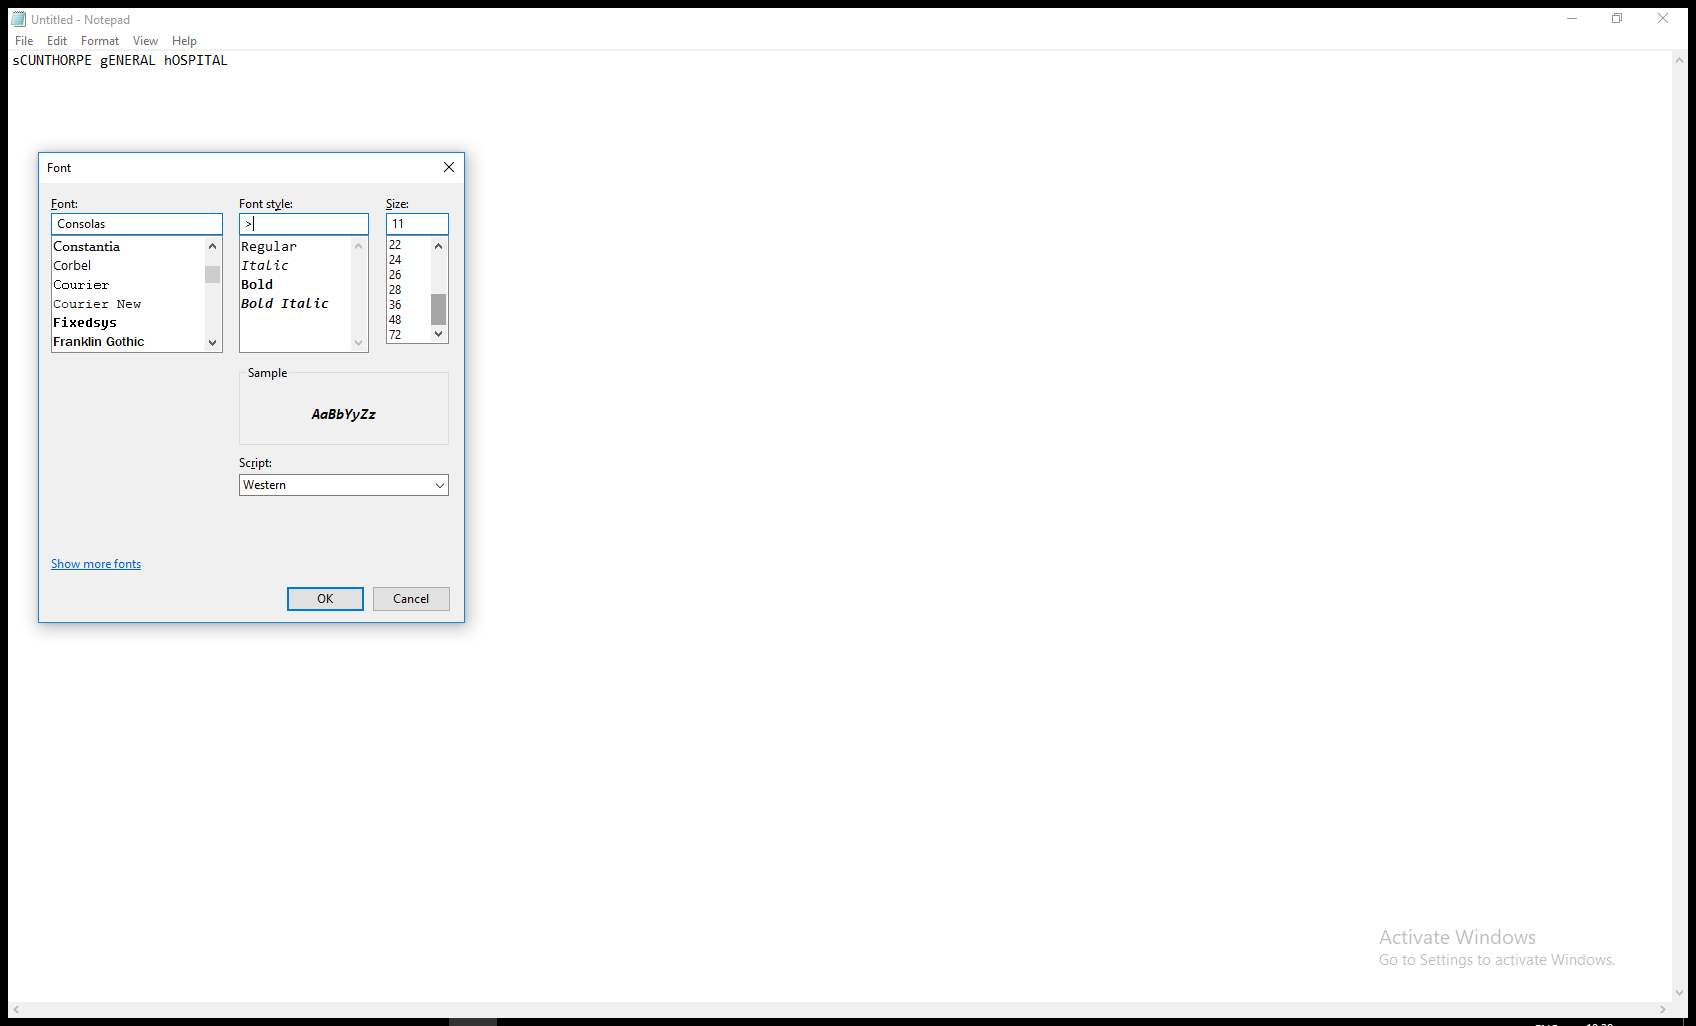 Untitled - Notepad
File Edit Format View Help
sCUNTHORPE gENERAL hOSPITAL
Font
Font: Font style: Size:
Consolas > 11
Constantia
Corbel
Courier
Courier New
Fixedsys
Franklin Gothic
Regular
Italic
Bold
Bold Italic
22
24
26
28
36
48
72
Sample
AaBbYyZz
Script:
Western
Show more fonts
OK Cancel
Activate Windows
Go to Settings to activate Windows.